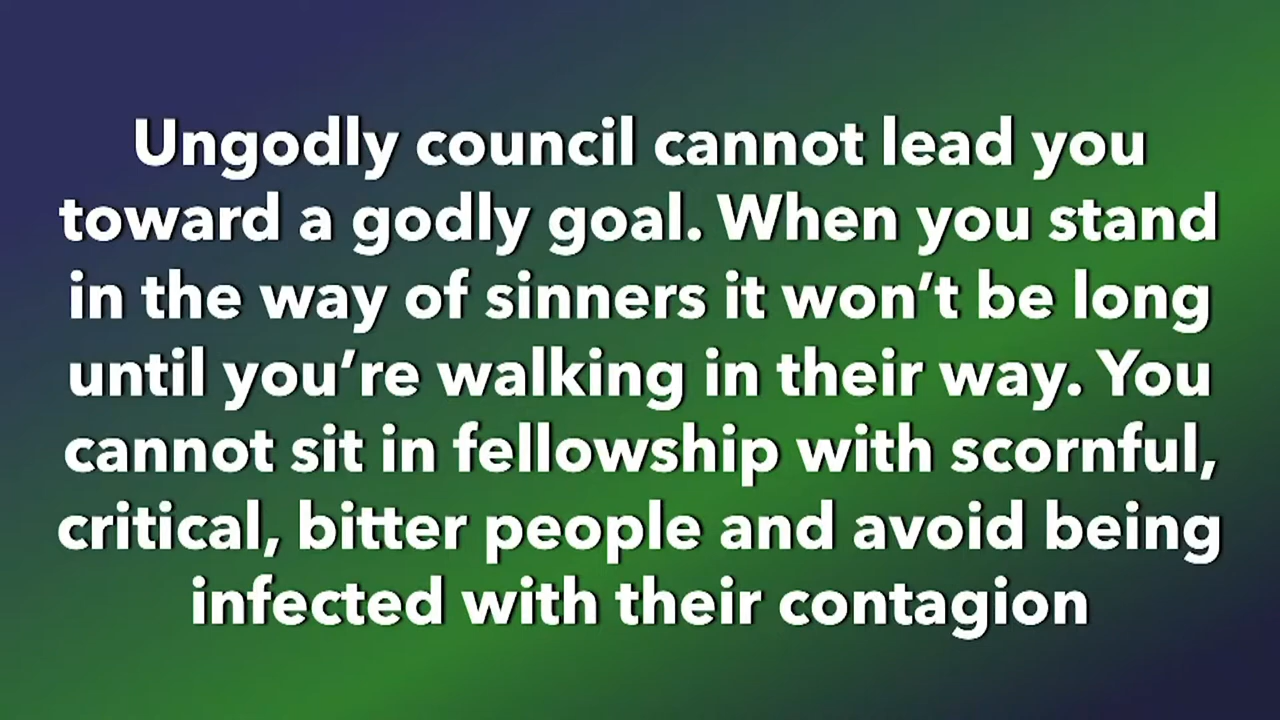 Ungodly council cannot lead you
toward a godly goal. When you stand
in the way of sinners it won’t be long
until you’re walking in their way. You
cannot sit in fellowship with scornful,
critical, bitter people and avoid being
infected with their contagion